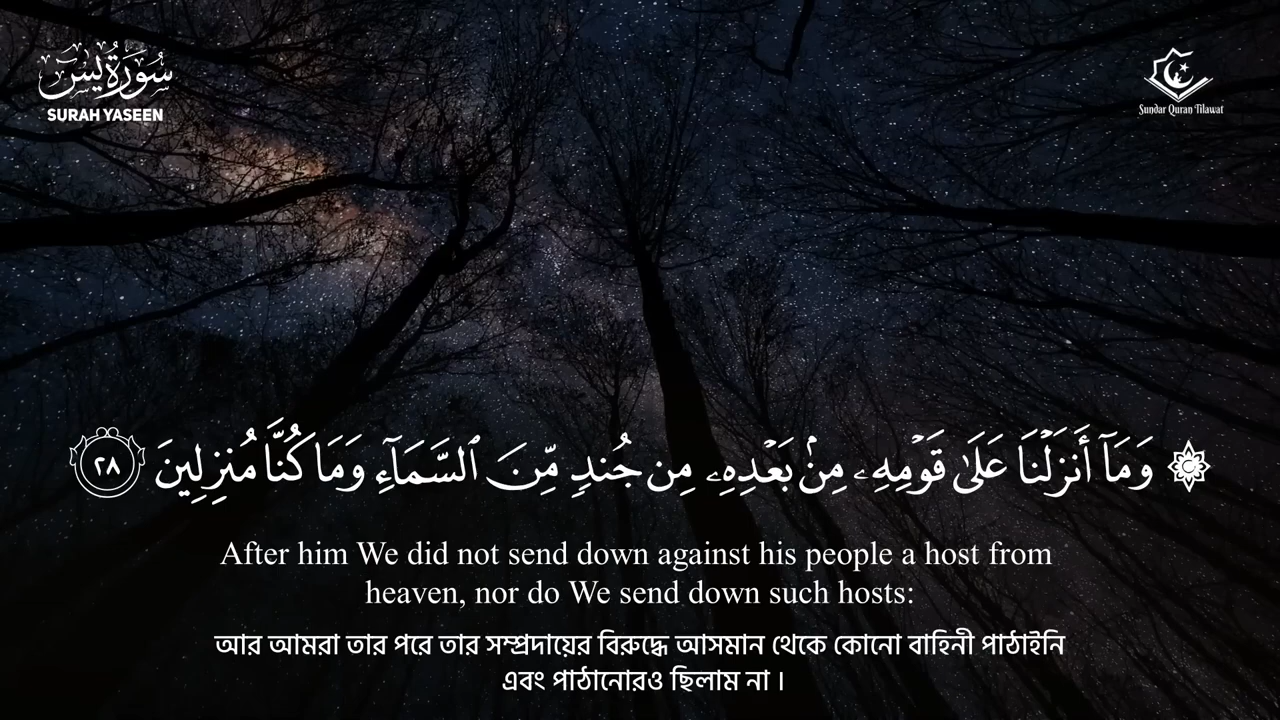 سُورَةُ يسٓ
SURAH YASEEN
Sundar Quran Tilawat
۞ وَمَآ أَنزَلْنَا عَلَىٰ قَوْمِهِۦ مِنۢ بَعْدِهِۦ مِن جُندٍ مِّنَ ٱلسَّمَآءِ وَمَا كُنَّا مُنزِلِينَ ٢٨
After him We did not send down against his people a host from
heaven, nor do We send down such hosts:
আর আমরা তার পরে তার সম্প্রদায়ের বিরুদ্ধে আসমান থেকে কোনো বাহিনী পাঠাইনি
এবং পাঠানোরও ছিলাম না ।